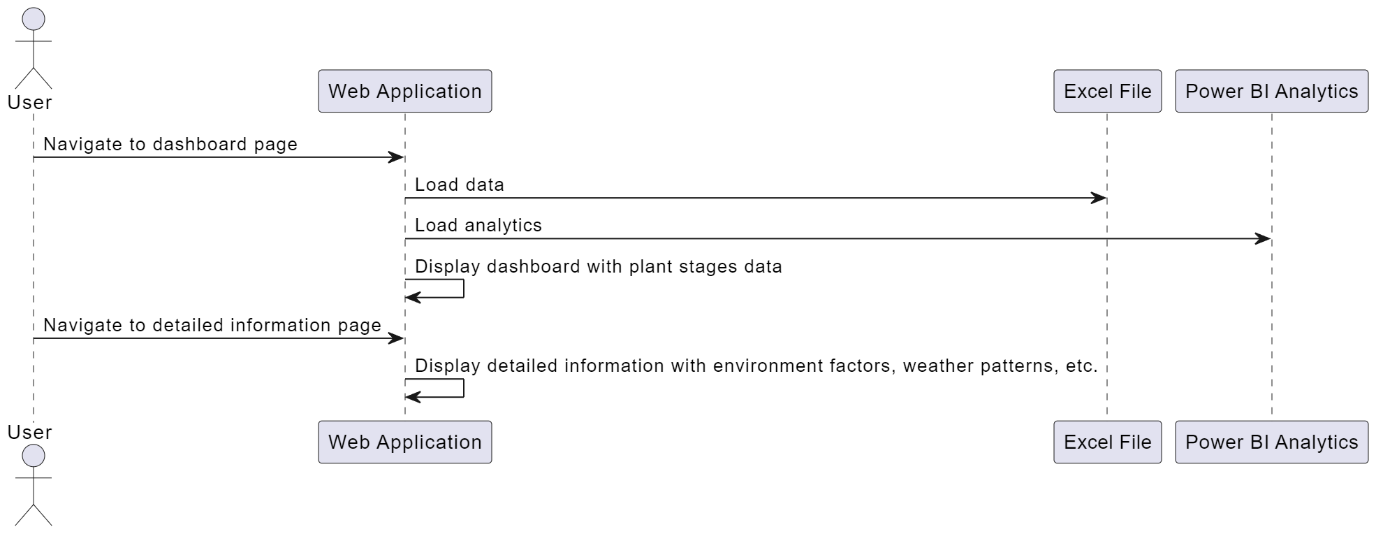 User
Web Application
Excel File
Power BI Analytics
Navigate to dashboard page
Load data
Load analytics
Display dashboard with plant stages data
Navigate to detailed information page
Display detailed information with environment factors, weather patterns, etc.
User
Web Application
Excel File
Power BI Analytics